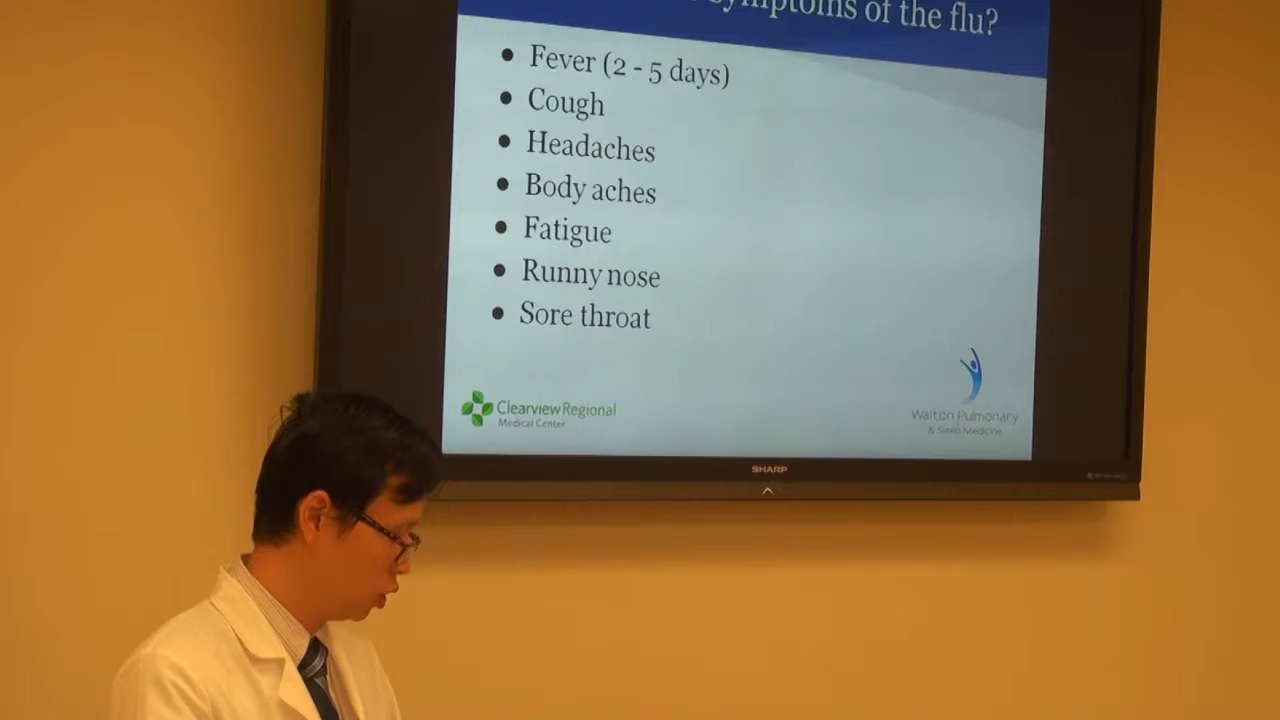 symptoms of the flu?
• Fever (2 - 5 days)
• Cough
• Headaches
• Body aches
• Fatigue
• Runny nose
• Sore throat
Clearview Regional
Medical Center
Walton Pulmonary
& Sleep Medicine
SHARP